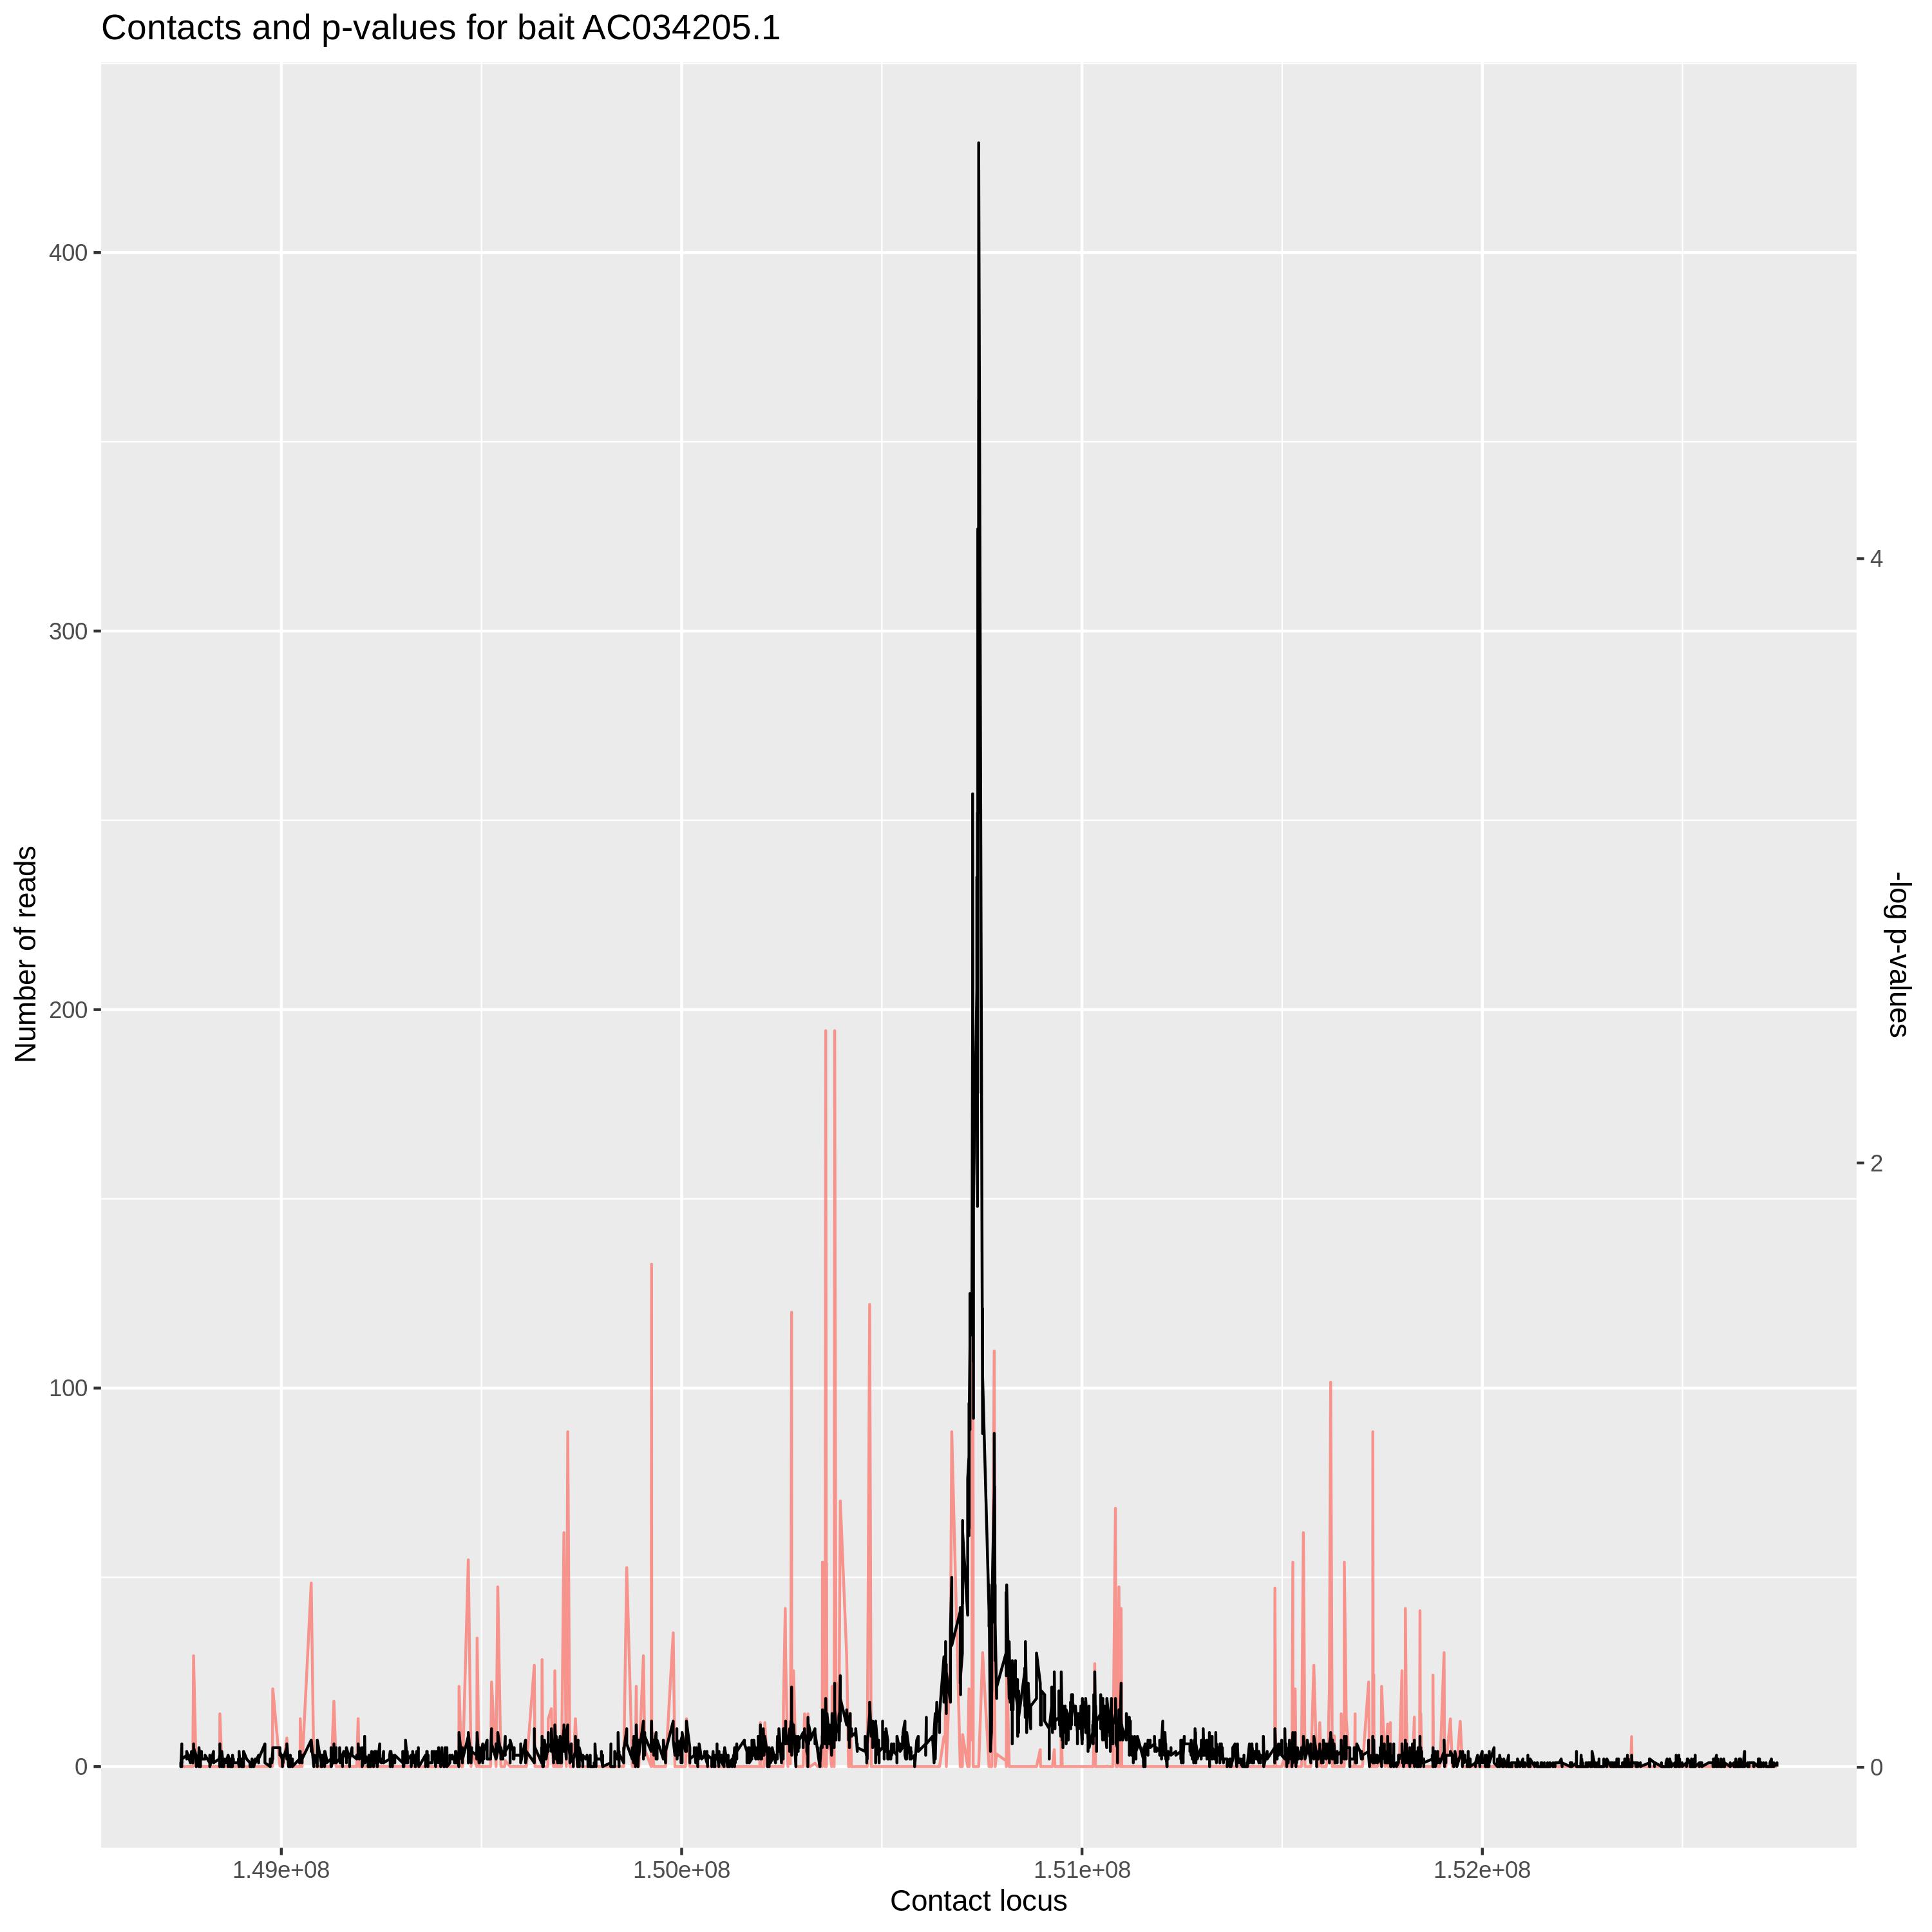 Contacts and p-values for bait AC034205.1
400
300
200
100
0
Number of reads
4
2
0
-log p-values
1.49e+08
1.50e+08
1.51e+08
1.52e+08
Contact locus